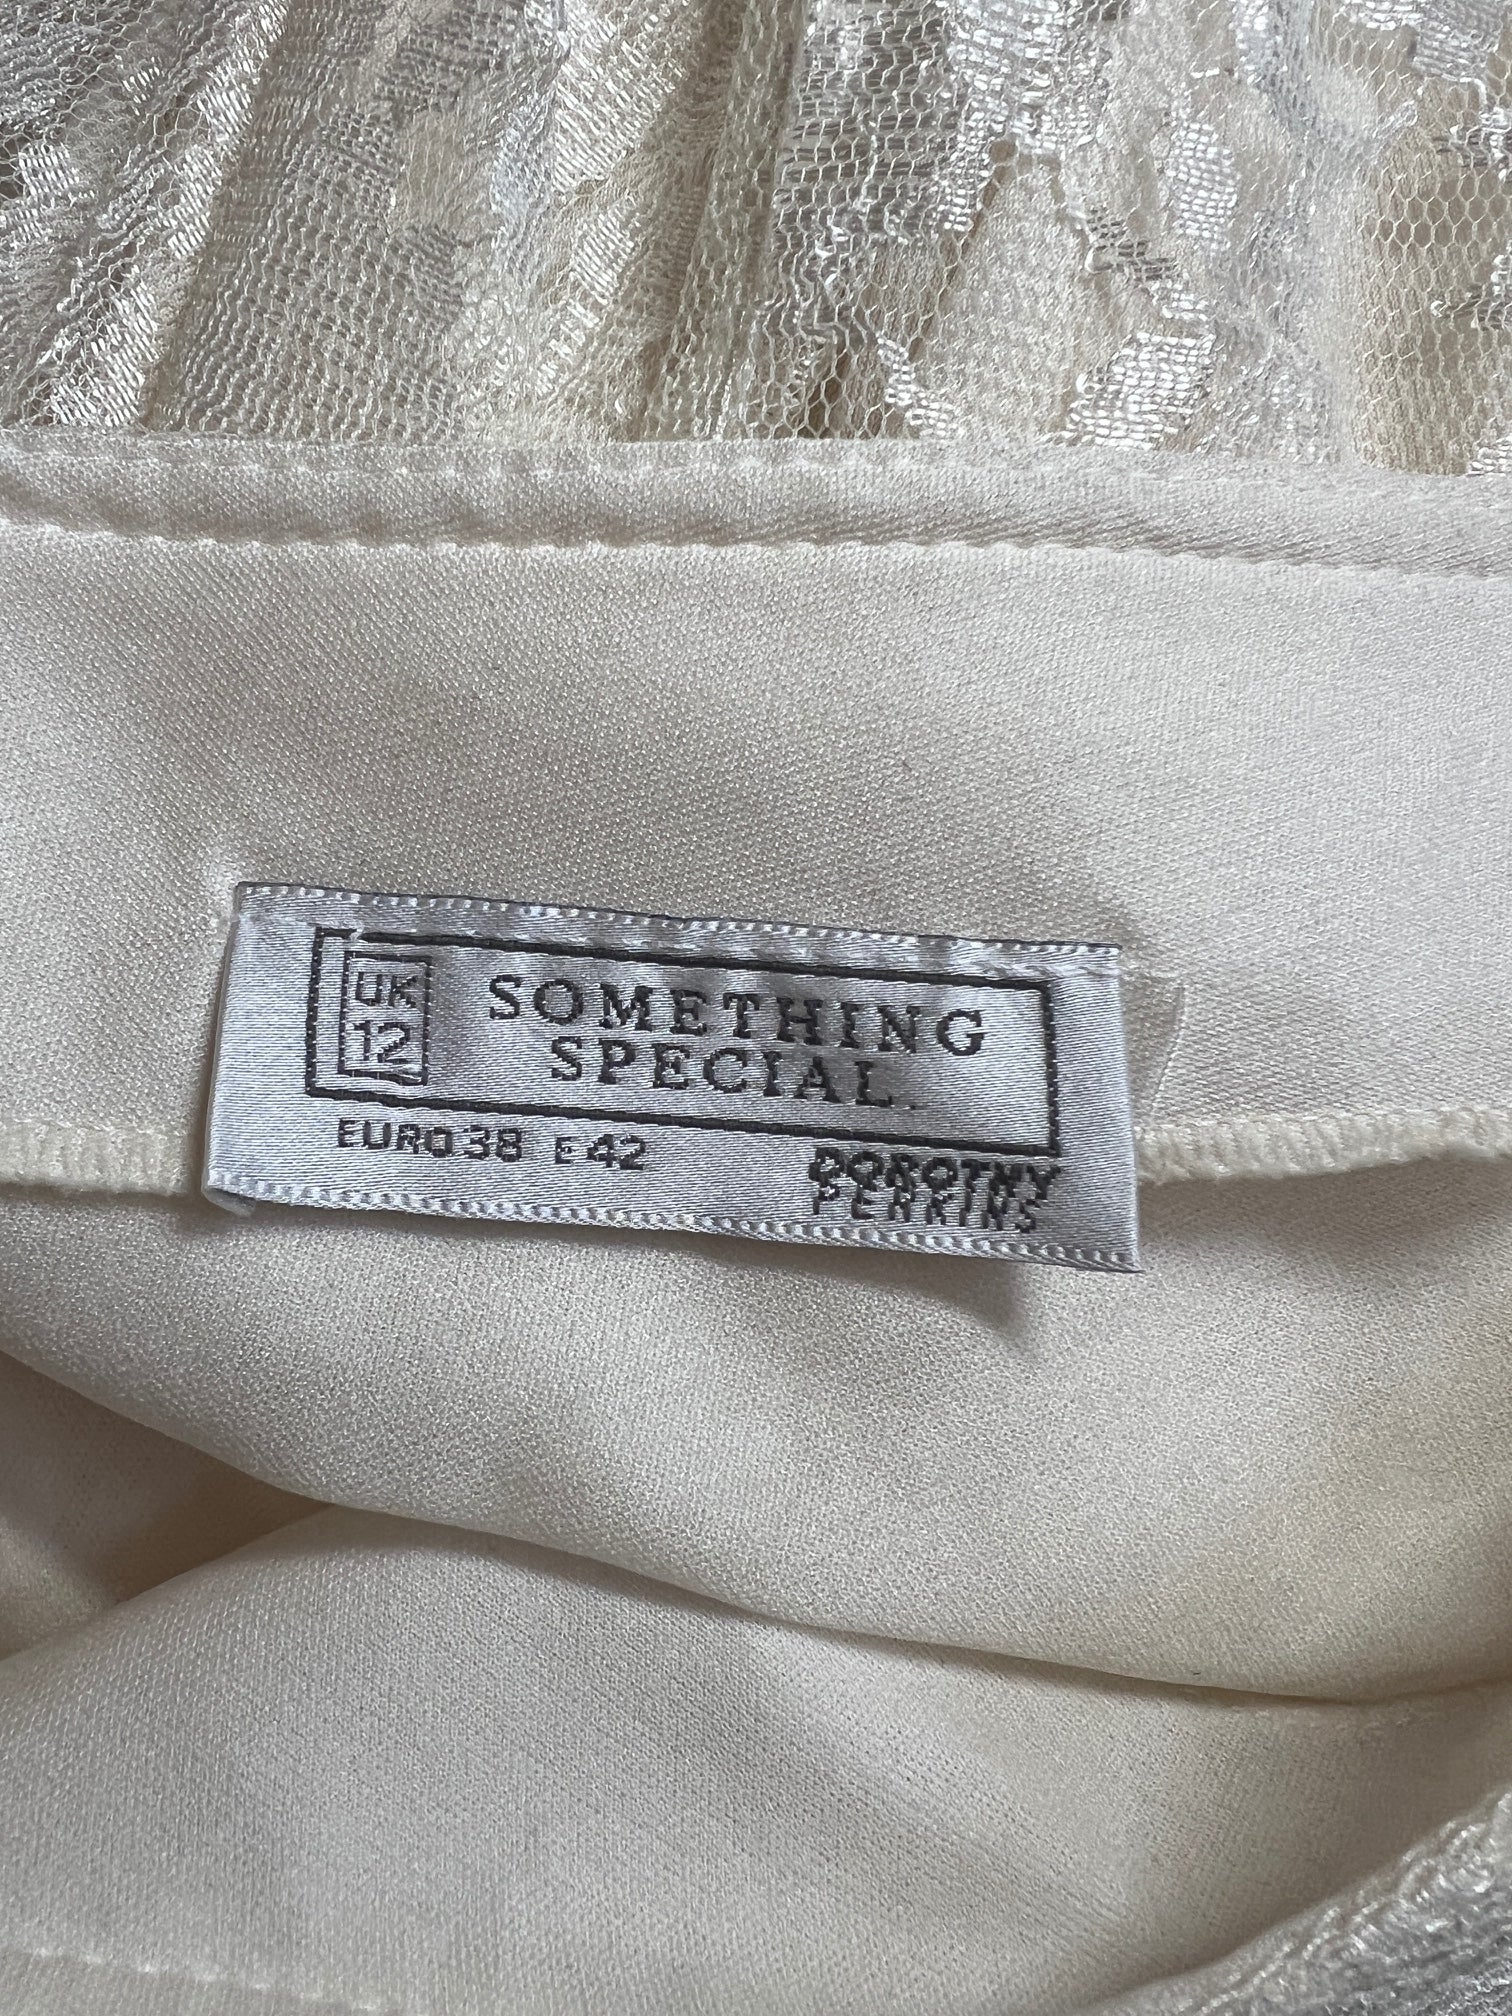 UK
12
SOMETHING
SPECIAL.
EURO 38 E 42
DOROTHY
PERKINS